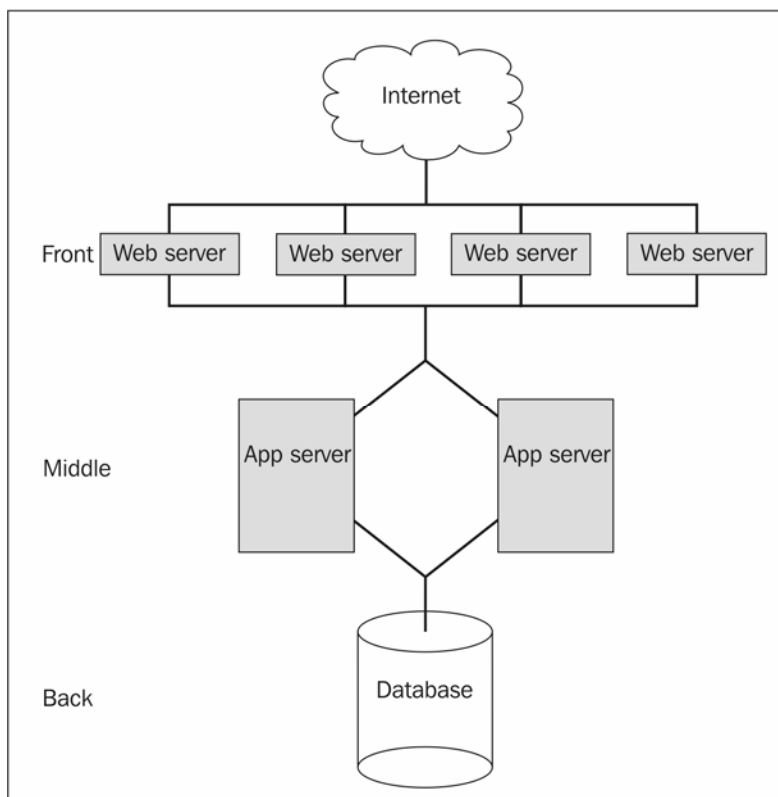 Internet
Front
Web server
Web server
Web server
Web server
Middle
App server
App server
Back
Database